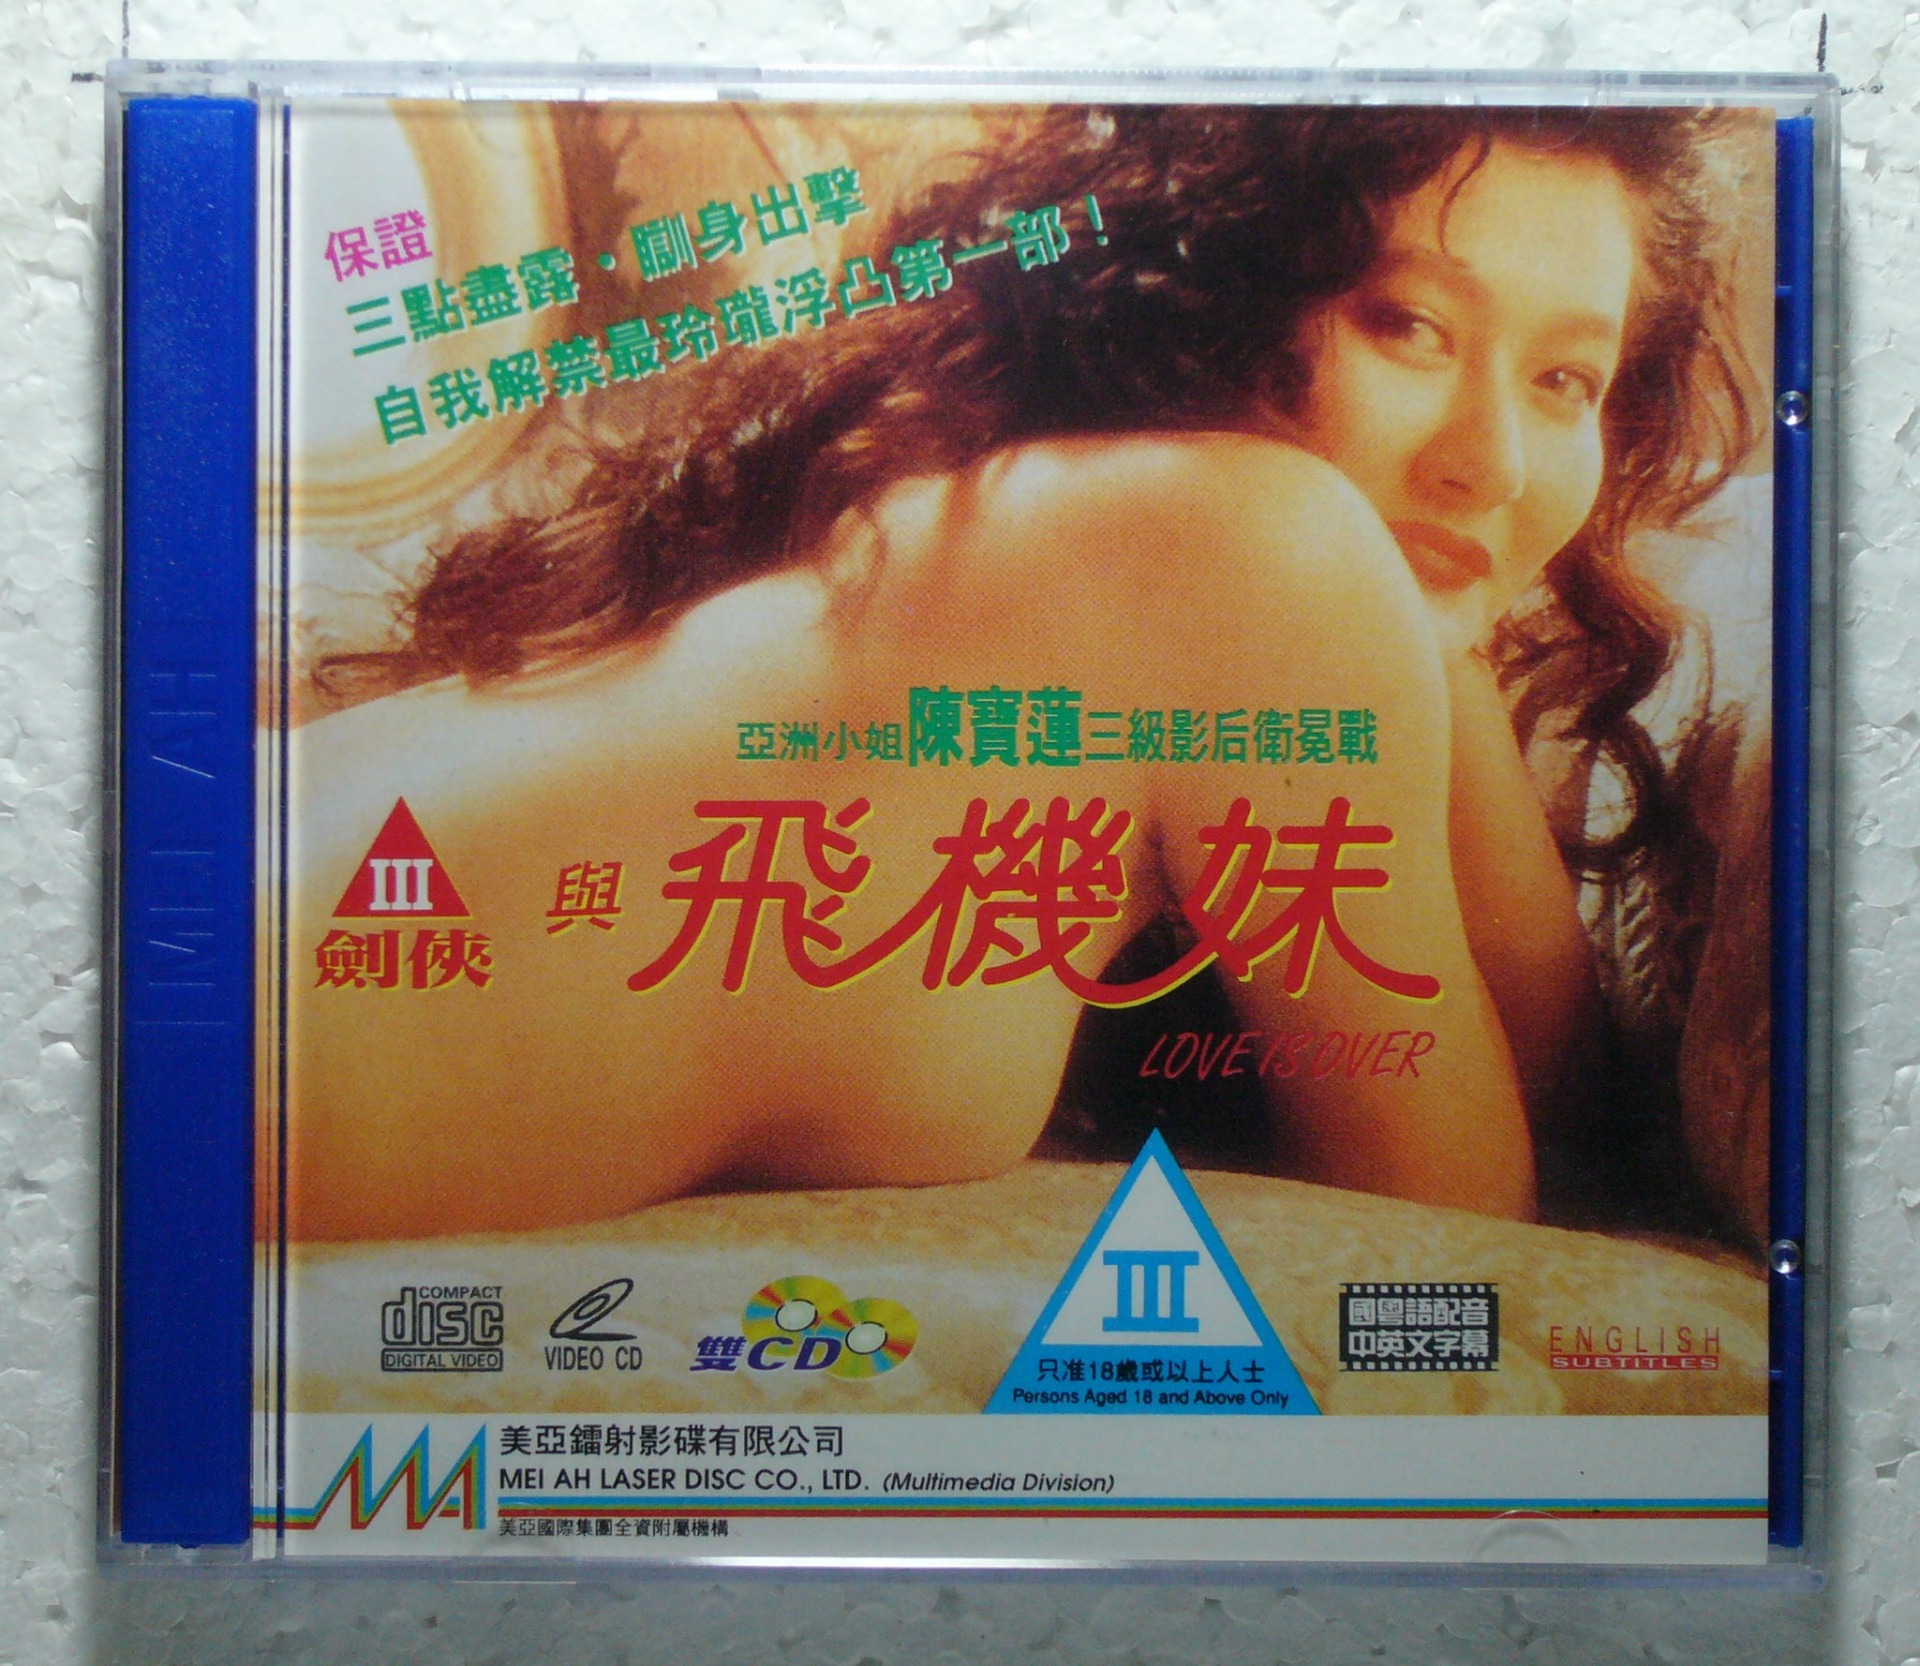 保證
三點盡露·瞓身出擊
自我解禁最玲瓏浮凸第一部！
亞洲小姐陳寶蓮三級影后衛冕戰
III
劍俠 與 飛機妹
LOVE IS OVER
MEI AH
COMPACT
disc
DIGITAL VIDEO
VIDEO CD
雙CD
III
只准18歲或以上人士
Persons Aged 18 and Above Only
國粵語配音
中英文字幕
ENGLISH
SUBTITLES
MA
美亞鐳射影碟有限公司
MEI AH LASER DISC CO., LTD. (Multimedia Division)
美亞國際集團全資附屬機構